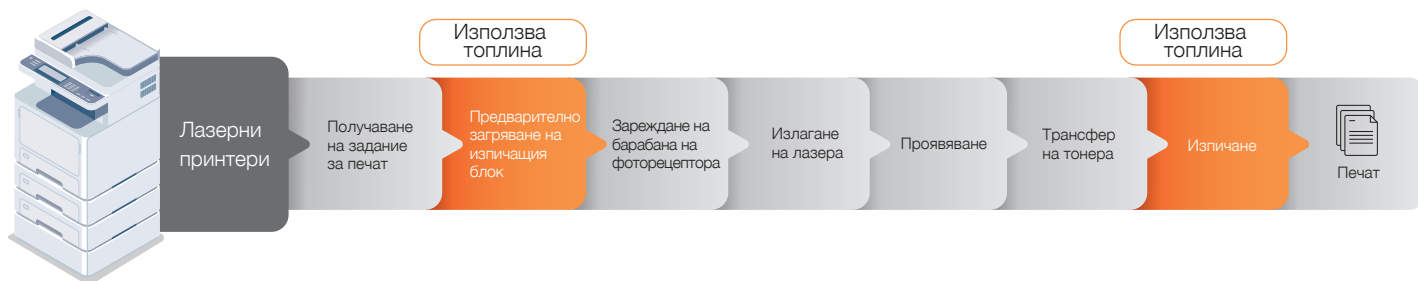 Използва
топлина
Използва
топлина
Лазерни
принтери
Получаване
на задание
за печат
Предварително
загряване на
изпичащия
блок
Зареждане на
барабана на
фоторецептора
Излагане
на лазера
Проявяване
Трансфер
на тонера
Изпичане
Печат